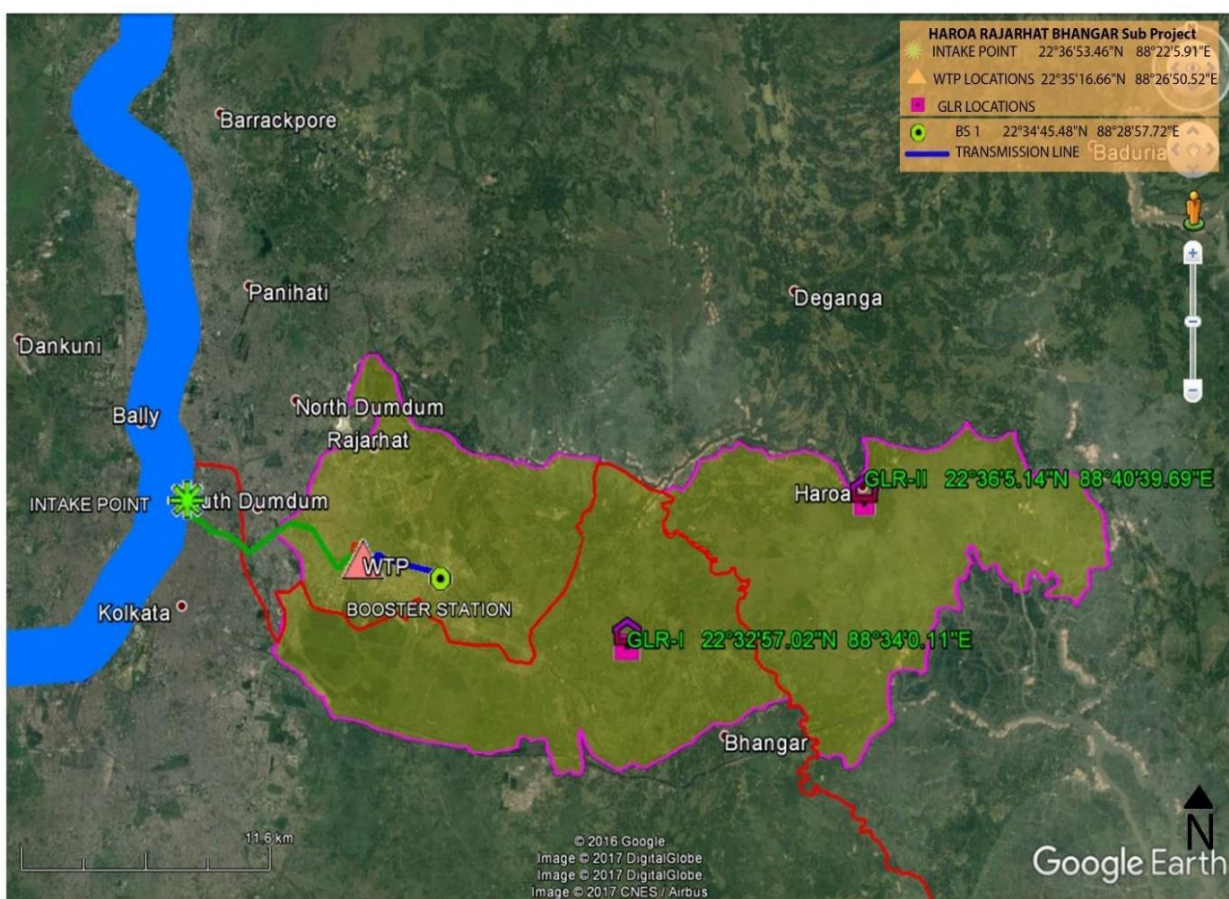 HAROA RAJARHAT BHANGAR Sub Project
INTAKE POINT 22°36'53.46"N 88°22'5.91"E
WTP LOCATIONS 22°35'16.66"N 88°26'50.52"E
GLR LOCATIONS
BS 1 22°34'45.48"N 88°28'57.72"E
TRANSMISSION LINE
Baduria
Barrackpore
Panihati
Deganga
Dankuni
North Dumdum
Bally
Rajarhat
GLR-II 22°36'5.14"N 88°40'39.69"E
Haroa
INTAKE POINT
uth Dumdum
WTP
Kolkata
BOOSTER STATION
GLR-I 22°32'57.02"N 88°34'0.11"E
Bhangar
11.6 km
© 2016 Google
Image © 2017 DigitalGlobe
Image © 2017 DigitalGlobe
Image © 2017 CNES / Airbus
N
Google Earth